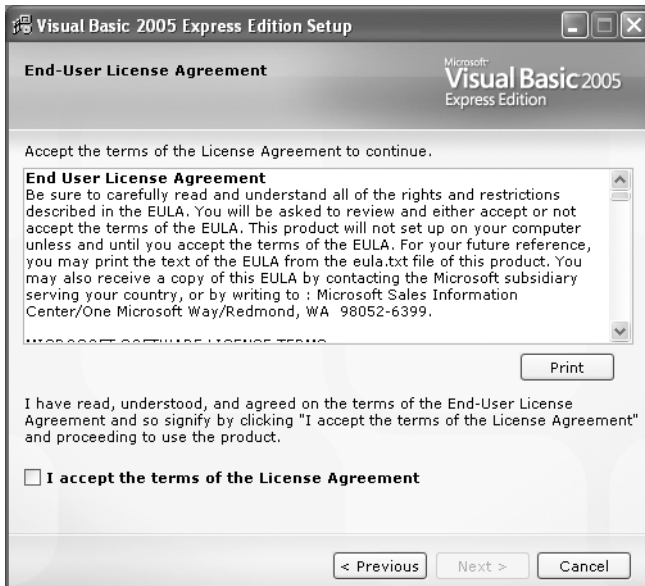 Visual Basic 2005 Express Edition Setup
End-User License Agreement
Microsoft
Visual Basic 2005
Express Edition
Accept the terms of the License Agreement to continue.
End User License Agreement
Be sure to carefully read and understand all of the rights and restrictions
described in the EULA. You will be asked to review and either accept or not
accept the terms of the EULA. This product will not set up on your computer
unless and until you accept the terms of the EULA. For your future reference,
you may print the text of the EULA from the eula.txt file of this product. You
may also receive a copy of this EULA by contacting the Microsoft subsidiary
serving your country, or by writing to : Microsoft Sales Information
Center/One Microsoft Way/Redmond, WA 98052-6399.
MICROSOFT SOFTWARE LICENSE TERMS
Print
I have read, understood, and agreed on the terms of the End-User License
Agreement and so signify by clicking "I accept the terms of the License Agreement"
and proceeding to use the product.
I accept the terms of the License Agreement
< Previous
Next >
Cancel